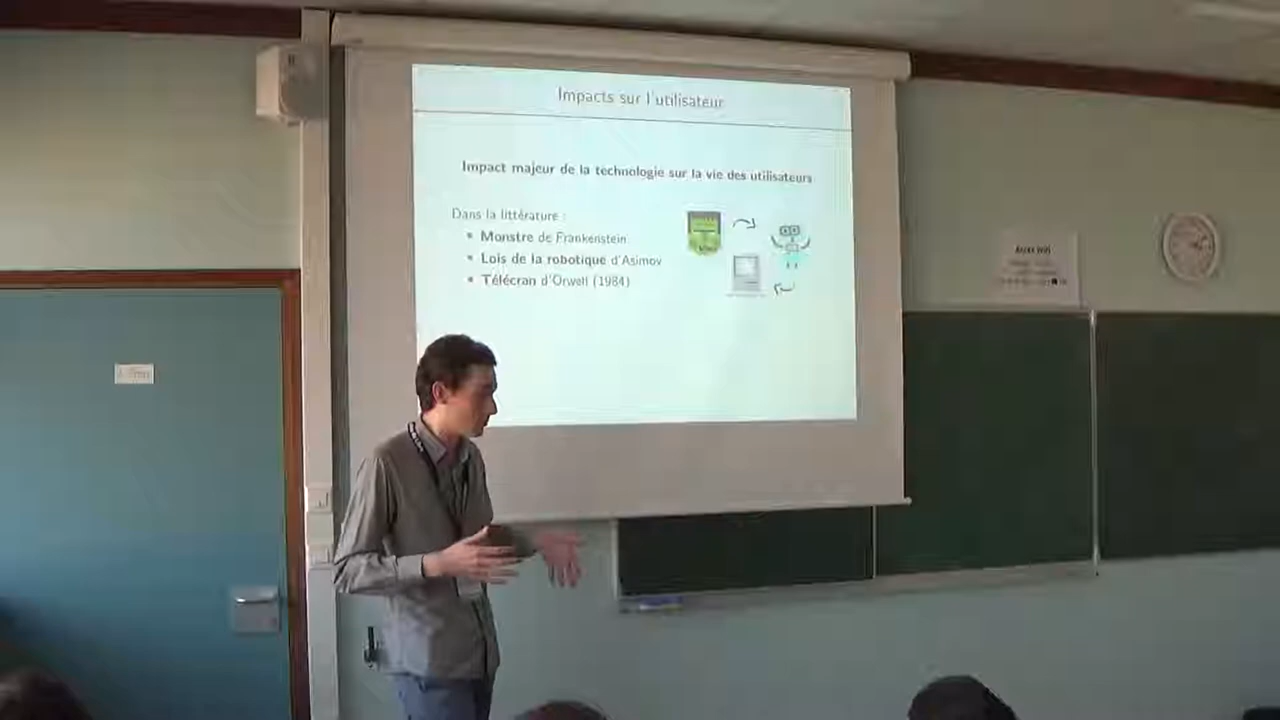 Impacts sur l'utilisateur
Impact majeur de la technologie sur la vie des utilisateurs
Dans la littérature :
• Monstre de Frankenstein
• Lois de la robotique d'Asimov
• Télécran d'Orwell (1984)